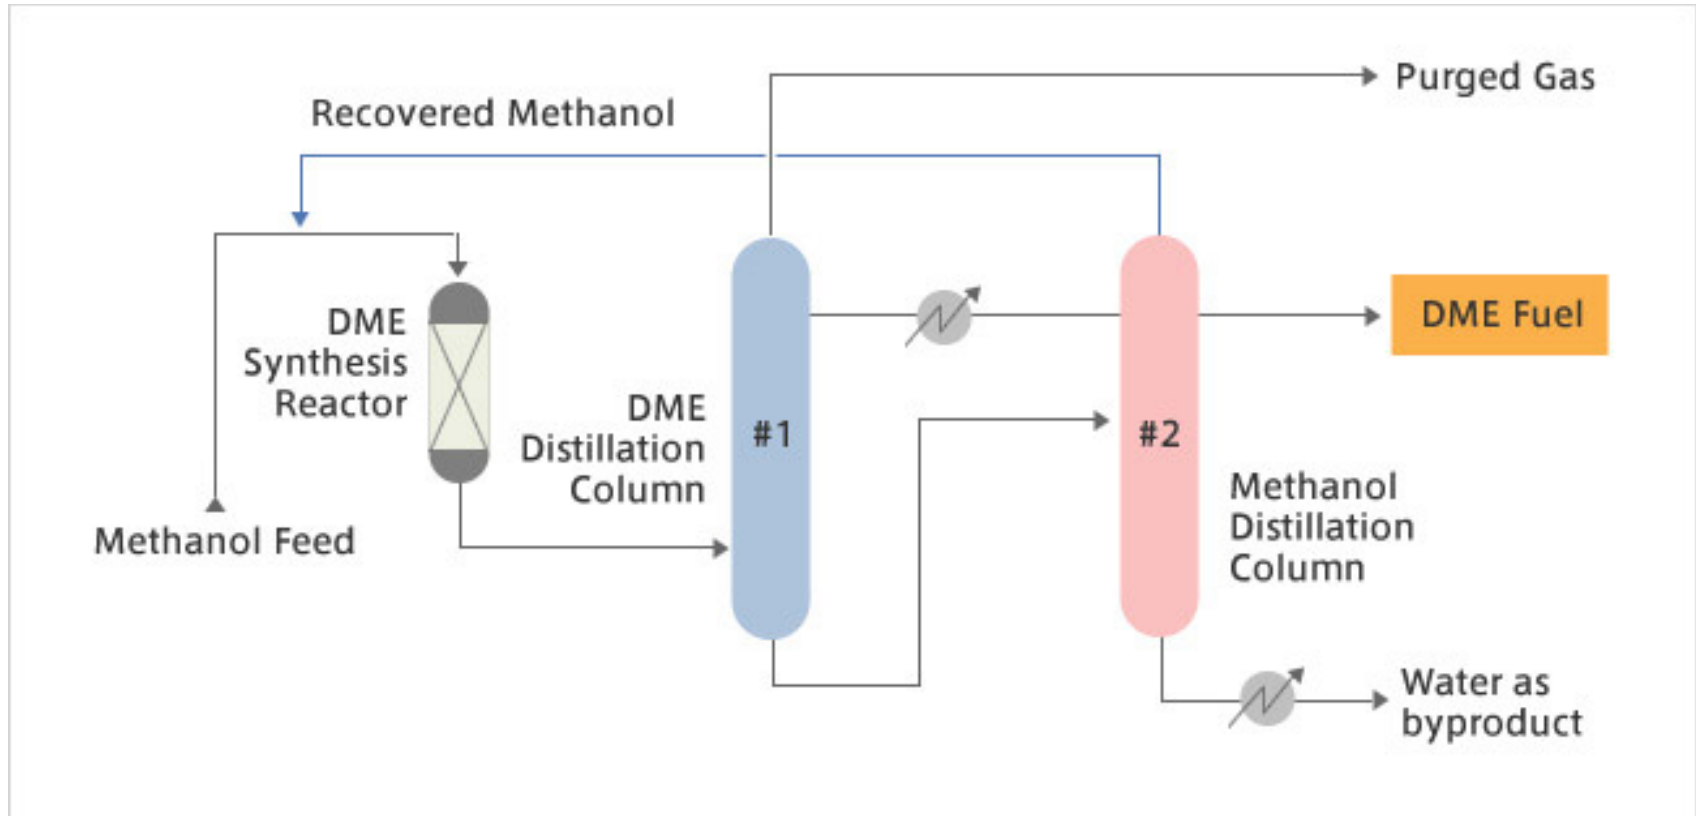 Purged Gas
Recovered Methanol
DME
Synthesis
Reactor
DME Fuel
DME
Distillation
Column
#1
#2
Methanol
Distillation
Column
Methanol Feed
Water as
byproduct